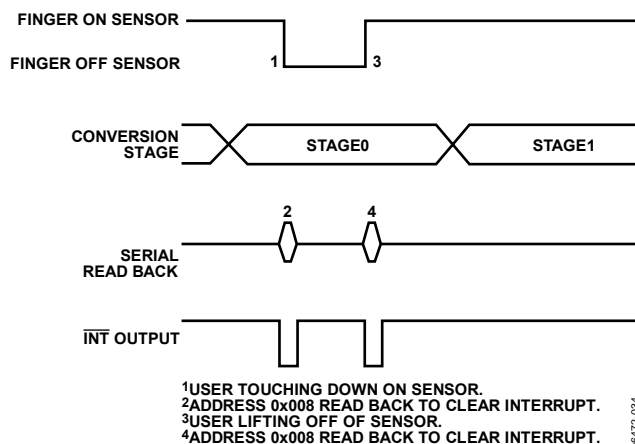 FINGER ON SENSOR
FINGER OFF SENSOR
1
3
CONVERSION
STAGE
STAGE0
STAGE1
2
4
SERIAL
READ BACK
INT OUTPUT
1USER TOUCHING DOWN ON SENSOR.
2ADDRESS 0x008 READ BACK TO CLEAR INTERRUPT.
3USER LIFTING OFF OF SENSOR.
4ADDRESS 0x008 READ BACK TO CLEAR INTERRUPT.